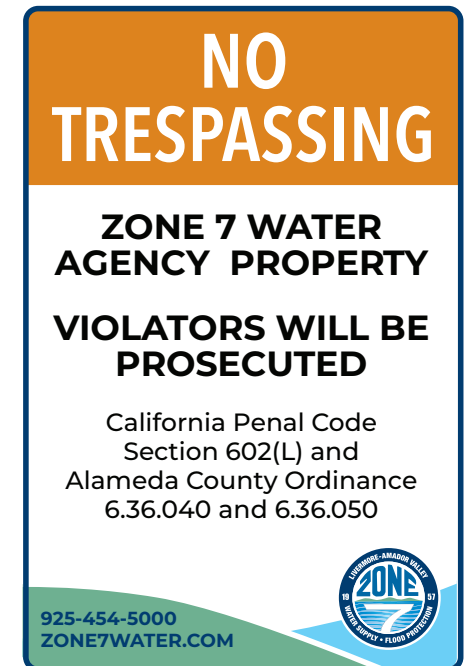 NO
TRESPASSING
ZONE 7 WATER
AGENCY PROPERTY
VIOLATORS WILL BE
PROSECUTED
California Penal Code
Section 602(L) and
Alameda County Ordinance
6.36.040 and 6.36.050
925-454-5000
ZONE7WATER.COM
LIVERMORE-AMADOR VALLEY
ZONE
19 57
7
WATER SUPPLY • FLOOD PROTECTION